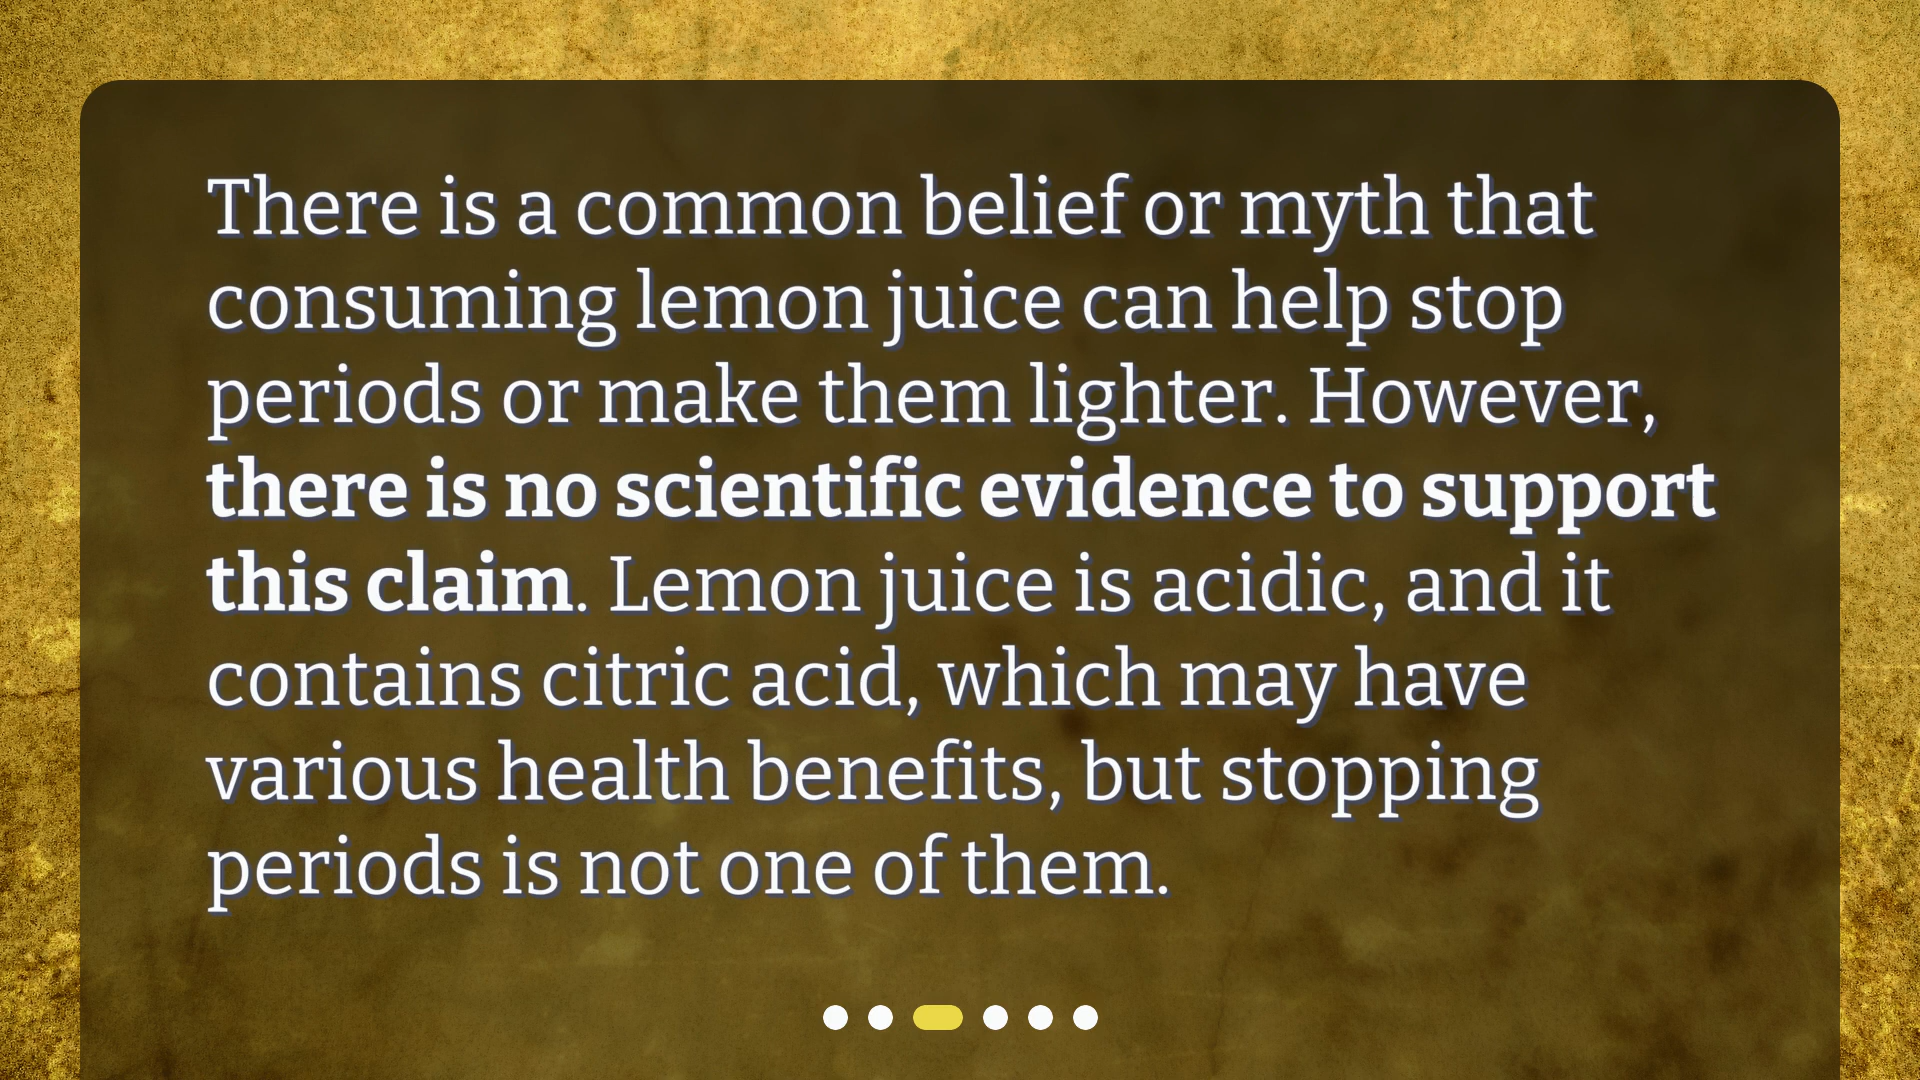 There is a common belief or myth that
consuming lemon juice can help stop
periods or make them lighter. However,
there is no scientific evidence to support
this claim. Lemon juice is acidic, and it
contains citric acid, which may have
various health benefits, but stopping
periods is not one of them.